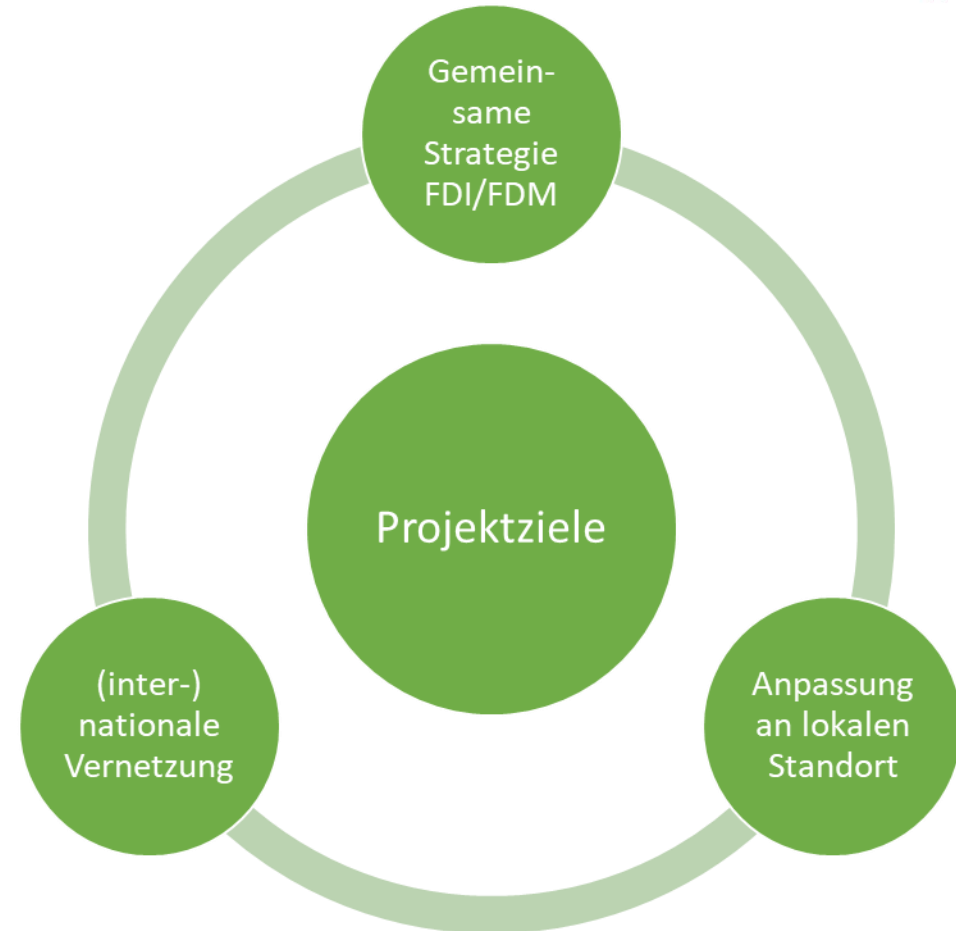 Gemein-
same
Strategie
FDI/FDM
Projektziele
(inter-)
nationale
Vernetzung
Anpassung
an lokalen
Standort